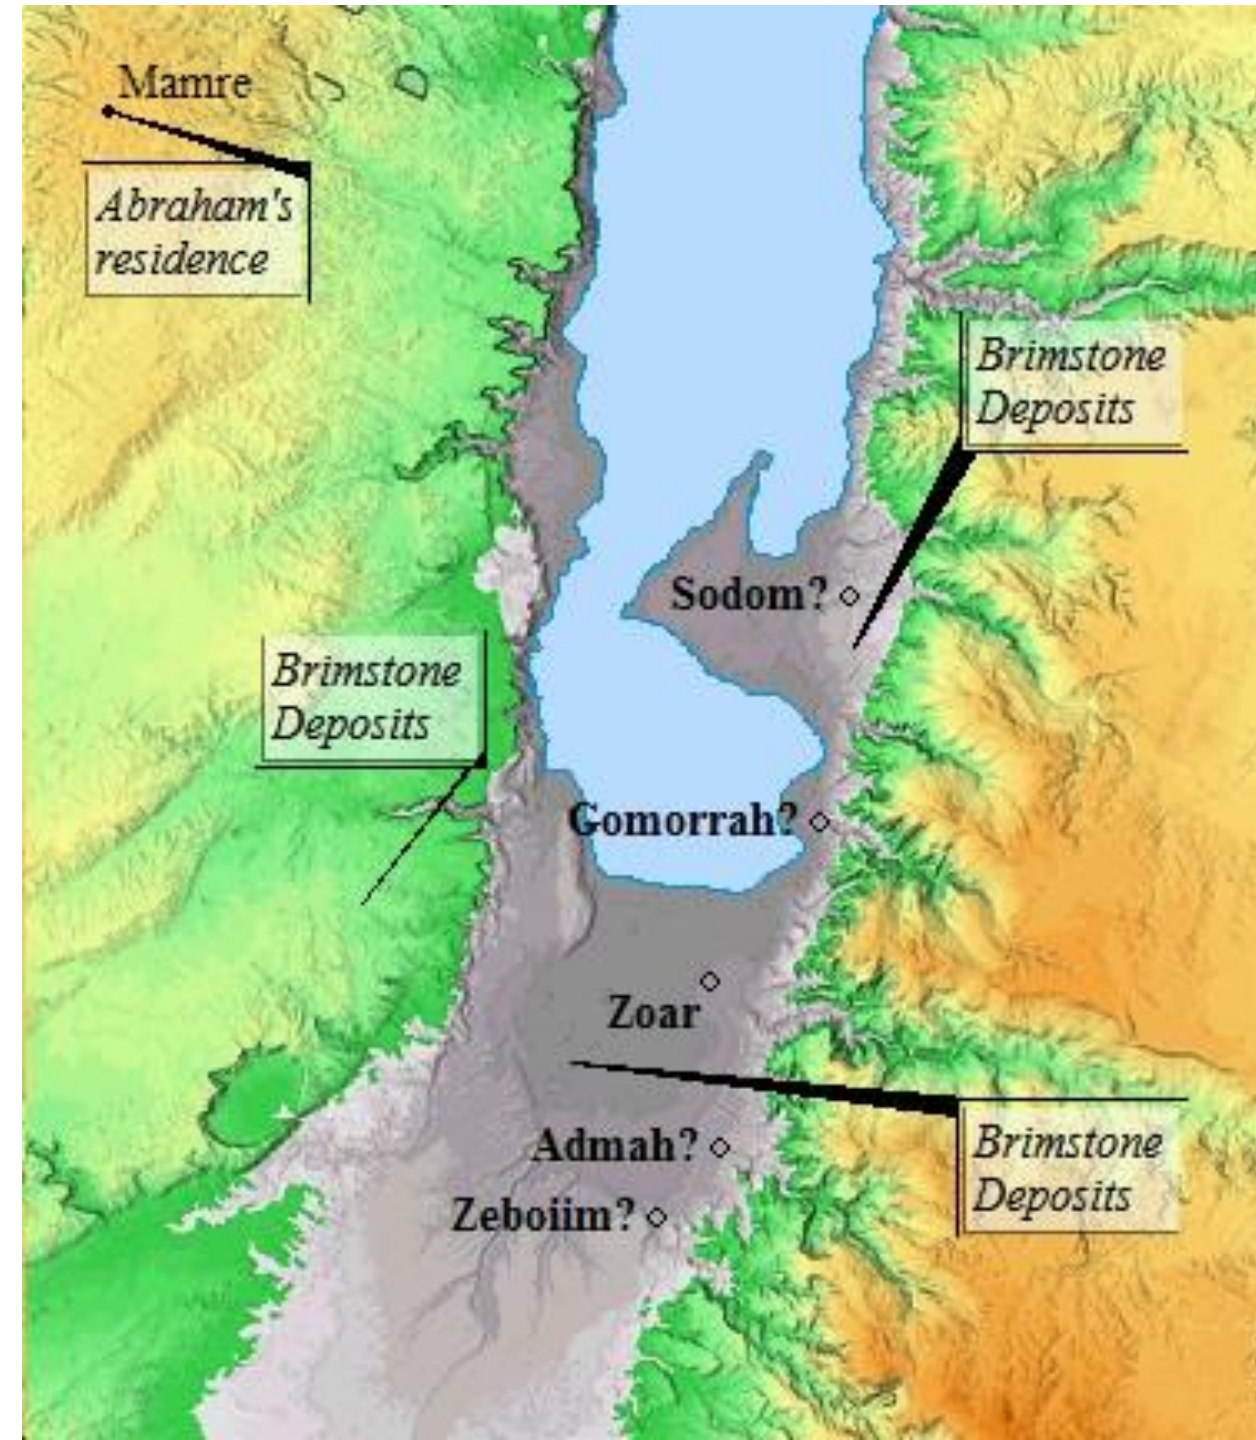 J D
Mamre
Abraham's
residence
Brimstone
Deposits
Sodom?
Brimstone
Deposits
Gomorrah?
Zoar
Admah?
Brimstone
Deposits
Zeboiim?